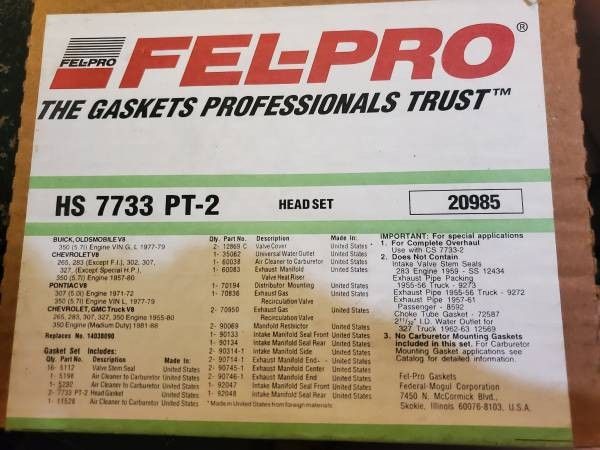 FEL-PRO
FEL-PRO®
THE GASKETS PROFESSIONALS TRUST™
HS 7733 PT-2 HEAD SET 20985
BUICK, OLDSMOBILE V8
350 (5.7l) Engine VIN G, L 1977-79
CHEVROLET V8
265, 283 (Except F.I.), 302, 307,
327, (Except Special H.P.),
350 (5.7l) Engine 1957-80
PONTIAC V8
307 (5.0l) Engine 1971-72
350 (5.7l) Engine VIN L, 1977-79
CHEVROLET, GMC Truck V8
265, 283, 307, 327, 350 Engine 1955-80
350 Engine (Medium Duty) 1981-88
Replaces No. 14038090
Gasket Set Includes:
Qty. Part No. Description Made In:
16- 5112 Valve Stem Seal United States
1- 5198 Air Cleaner to Carburetor United States
1- 5292 Air Cleaner to Carburetor United States
2- 7733 PT-2 Head Gasket United States
1- 11529 Air Cleaner to Carburetor United States
Qty. Part No. Description Made In:
2- 12869 C Valve Cover United States
1- 35062 Universal Water Outlet United States
1- 60038 Air Cleaner to Carburetor United States
1- 60083 Exhaust Manifold United States
Valve Heat Riser
1- 70194 Distributor Mounting United States
1- 70836 Exhaust Gas United States
Recirculation Valve
2- 70950 Exhaust Gas United States
Recirculation Valve
2- 90069 Manifold Restrictor United States
1- 90133 Intake Manifold Seal Front United States
1- 90134 Intake Manifold Seal Rear United States
2- 90314-1 Intake Manifold Side United States
2- 90714-1 Exhaust Manifold End United States
2- 90745-1 Exhaust Manifold Center United States
2- 90746-1 Exhaust Manifold End United States
1- 92047 Intake Manifold Seal Front United States
1- 92048 Intake Manifold Seal Rear United States
*Made in United States from foreign materials
IMPORTANT: For special applications
1. For Complete Overhaul
Use with CS 7733-2
2. Does Not Contain
Intake Valve Stem Seals
283 Engine 1959 - SS 12434
Exhaust Pipe Packing
1955-56 Truck - 9273
Exhaust Pipe 1955-56 Truck - 9272
Exhaust Pipe 1957-61
Passenger - 8592
Choke Tube Gasket - 72587
I.D. Water Outlet for
327 Truck 1962-63 12569
3. No Carburetor Mounting Gaskets
included in this set. For Carburetor
Mounting Gasket applications see
Catalog for detailed information.
Fel-Pro Gaskets
Federal-Mogul Corporation
7450 N. McCormick Blvd.,
Skokie, Illinois 60076-8103, U.S.A.